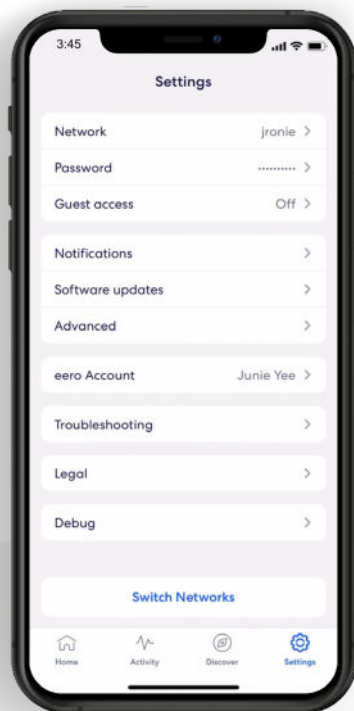 3:45
Settings
Network jronie >
Password ·········· >
Guest access Off >
Notifications >
Software updates >
Advanced >
eero Account Junie Yee >
Troubleshooting >
Legal >
Debug >
Switch Networks
Home Activity Discover Settings